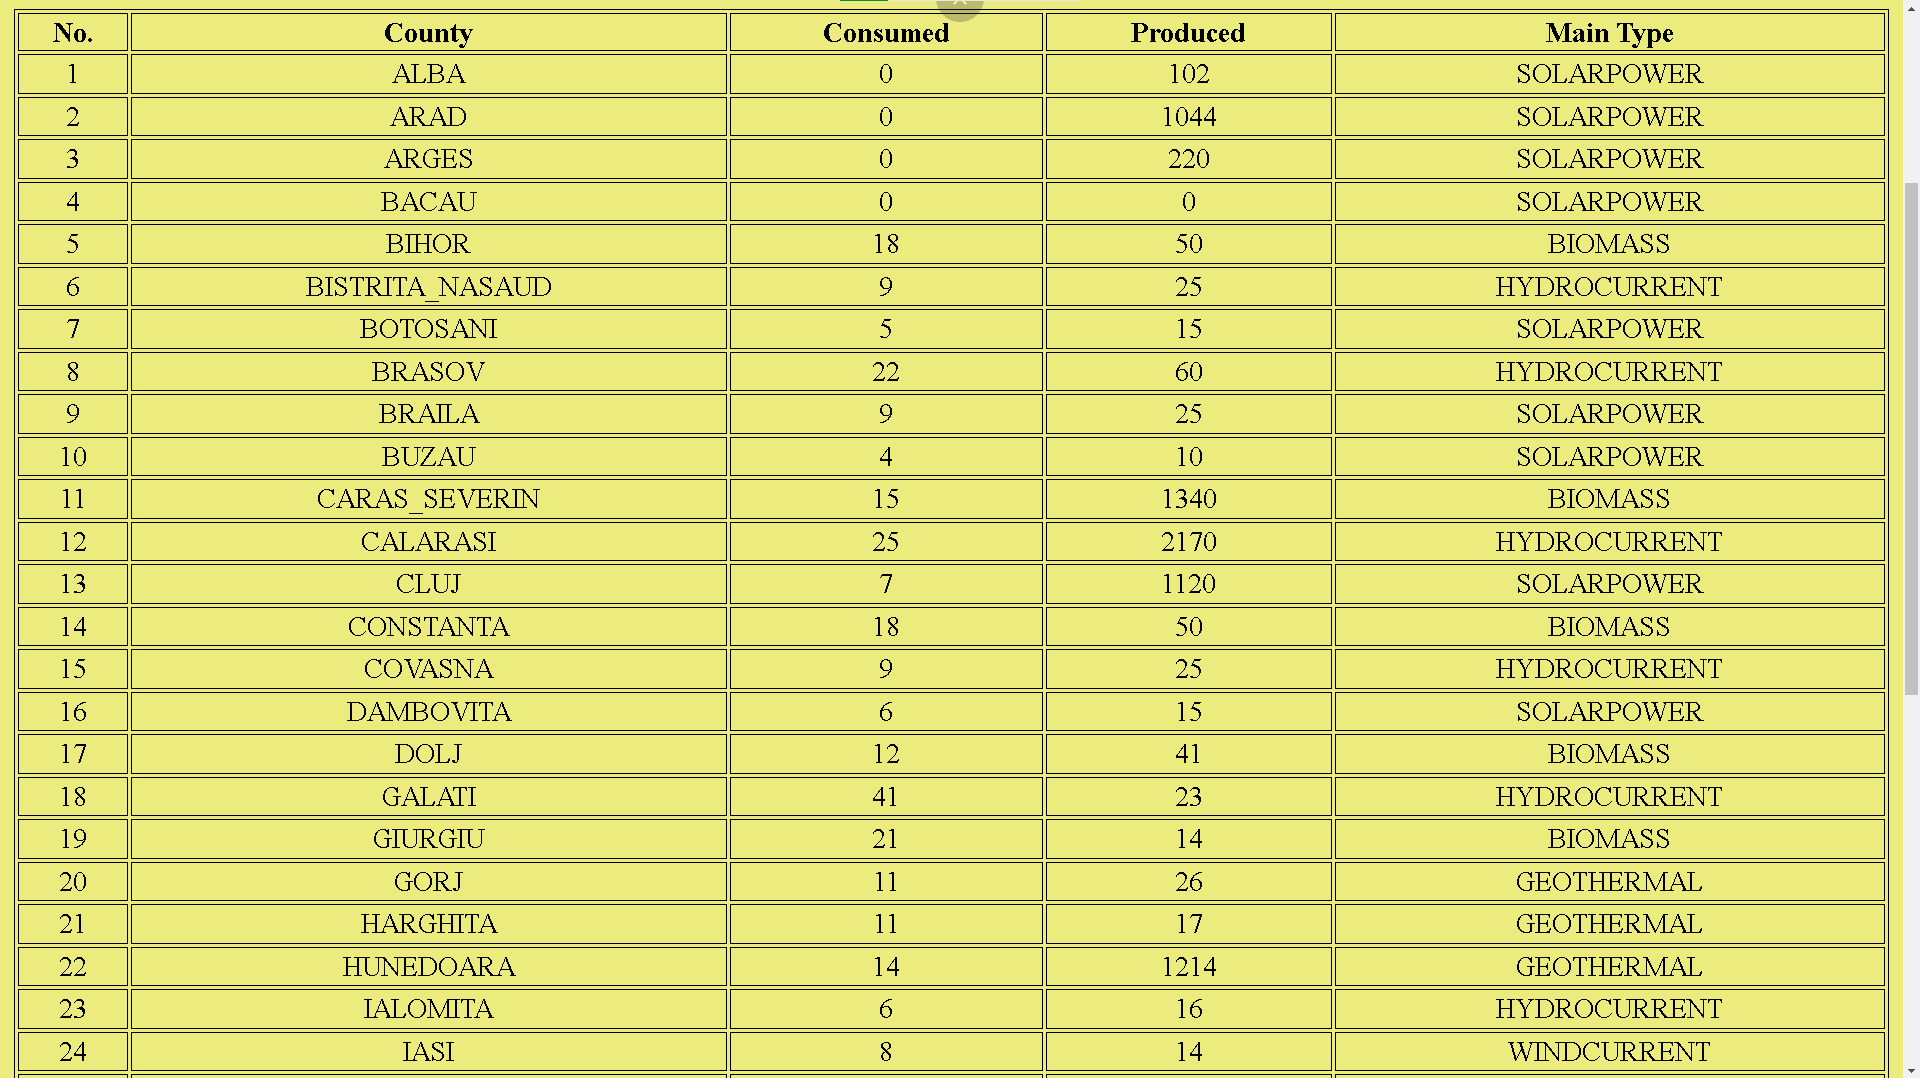 No. County Consumed Produced Main Type
1 ALBA 0 102 SOLARPOWER
2 ARAD 0 1044 SOLARPOWER
3 ARGES 0 220 SOLARPOWER
4 BACAU 0 0 SOLARPOWER
5 BIHOR 18 50 BIOMASS
6 BISTRITA_NASAUD 9 25 HYDROCURRENT
7 BOTOSANI 5 15 SOLARPOWER
8 BRASOV 22 60 HYDROCURRENT
9 BRAILA 9 25 SOLARPOWER
10 BUZAU 4 10 SOLARPOWER
11 CARAS_SEVERIN 15 1340 BIOMASS
12 CALARASI 25 2170 HYDROCURRENT
13 CLUJ 7 1120 SOLARPOWER
14 CONSTANTA 18 50 BIOMASS
15 COVASNA 9 25 HYDROCURRENT
16 DAMBOVITA 6 15 SOLARPOWER
17 DOLJ 12 41 BIOMASS
18 GALATI 41 23 HYDROCURRENT
19 GIURGIU 21 14 BIOMASS
20 GORJ 11 26 GEOTHERMAL
21 HARGHITA 11 17 GEOTHERMAL
22 HUNEDOARA 14 1214 GEOTHERMAL
23 IALOMITA 6 16 HYDROCURRENT
24 IASI 8 14 WINDCURRENT